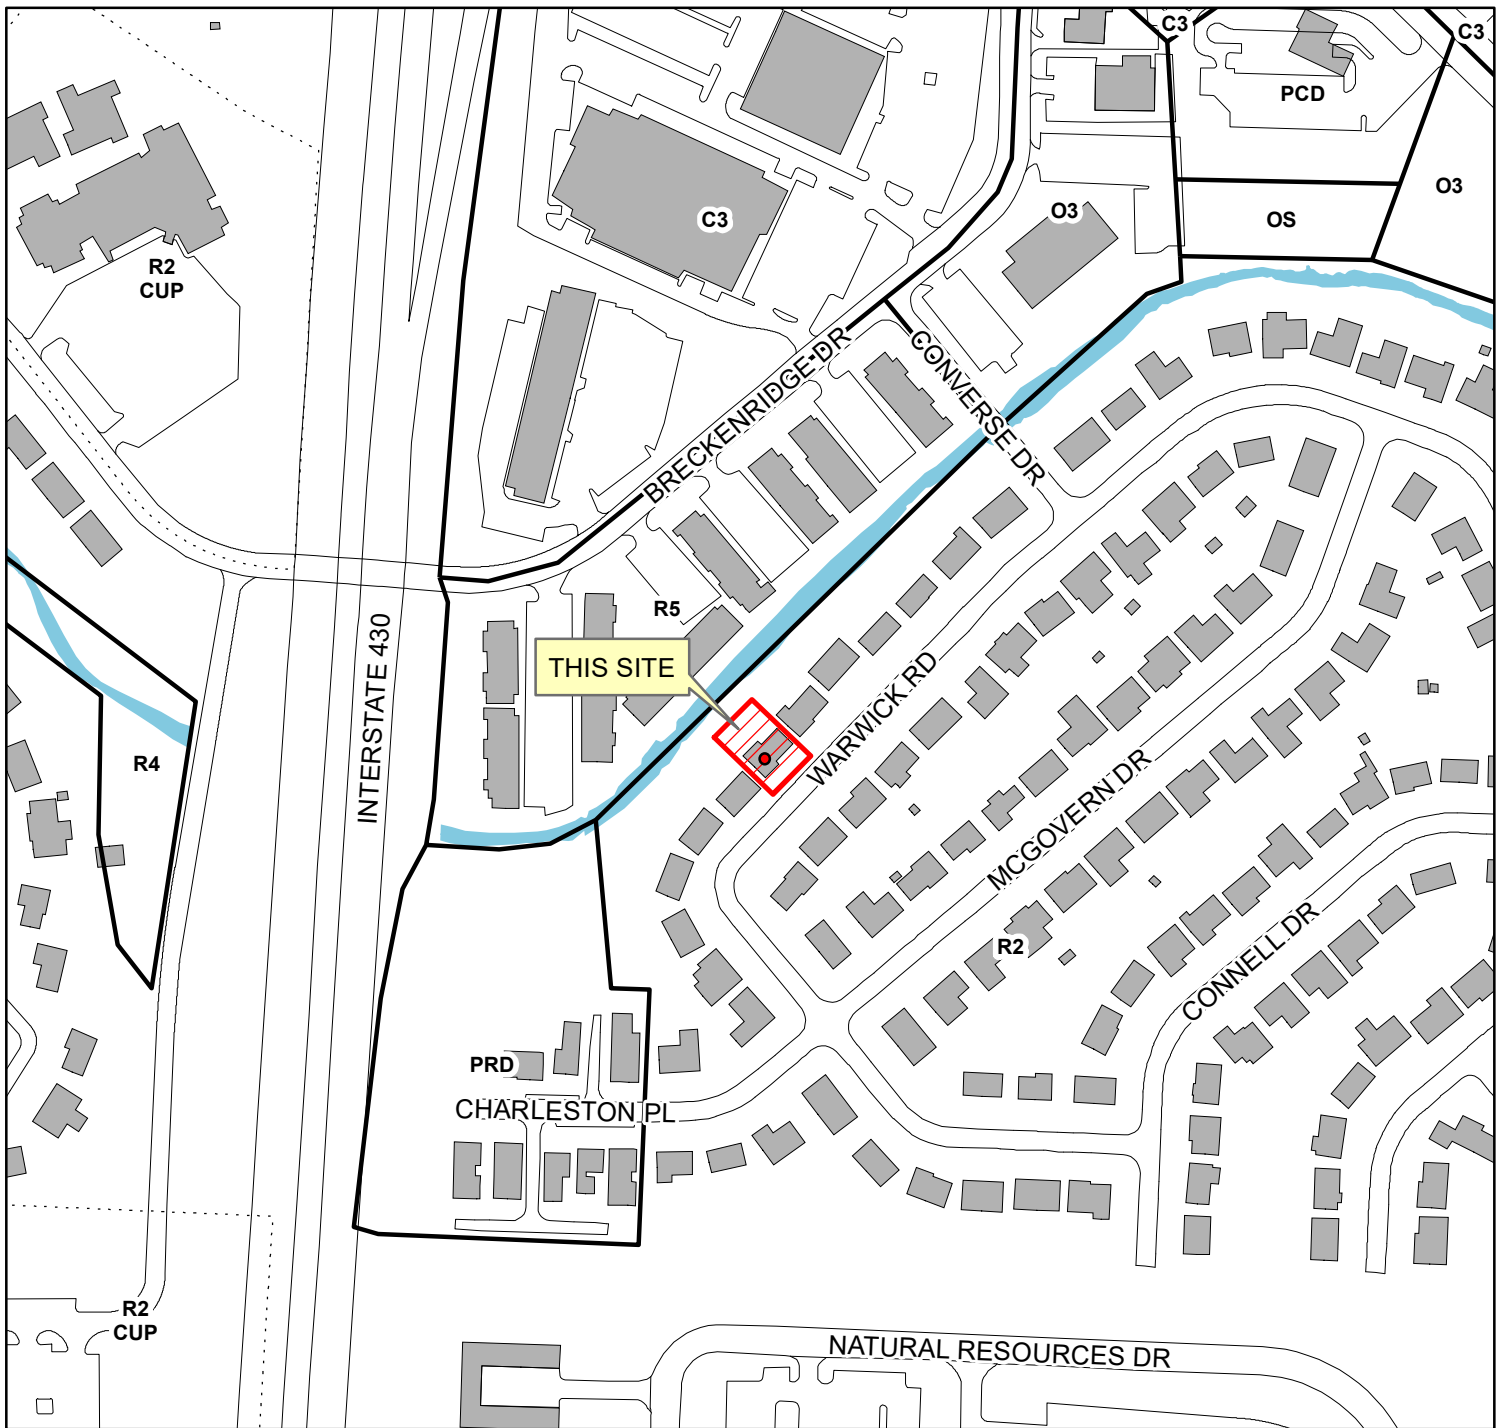 C3
C3
PCD
O3
OS
O3
C3
R2
CUP
BRECKENRIDGE DR
CONVERSE DR
R5
THIS SITE
INTERSTATE 430
WARWICK RD
R4
MCGOVERN DR
R2
CONNELL DR
PRD
CHARLESTON PL
R2
CUP
NATURAL RESOURCES DR